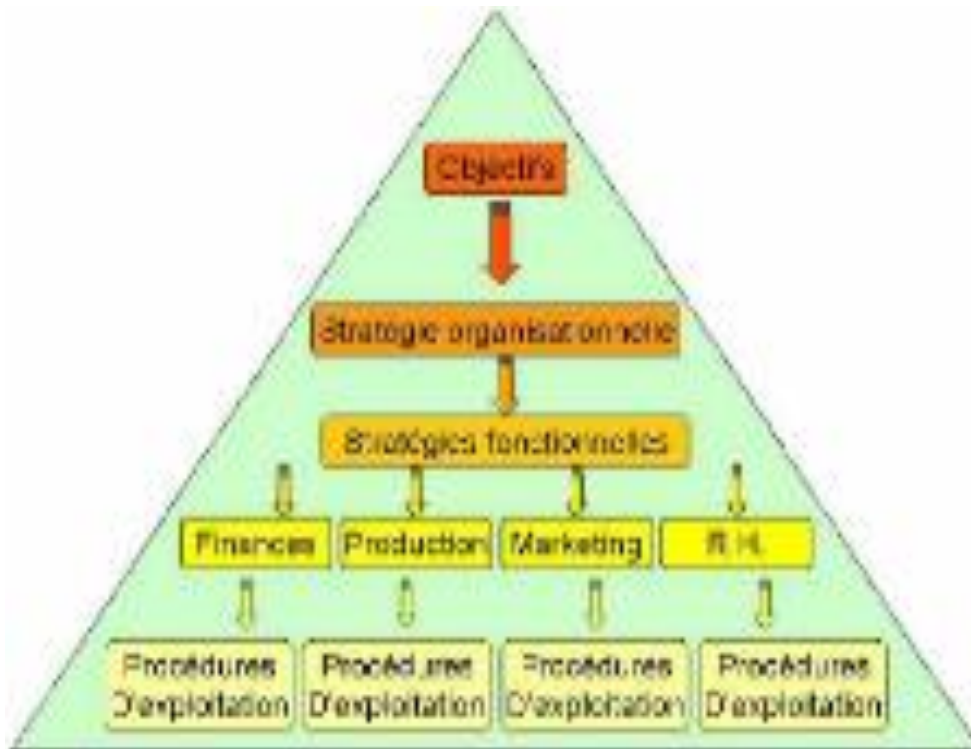 Objectifs
Stratégie organisationnelle
Stratégies fonctionnelles
Finances Production Marketing R.H.
Procédures Procédures Procédures Procédures
D'exploitation D'exploitation D'exploitation D'exploitation